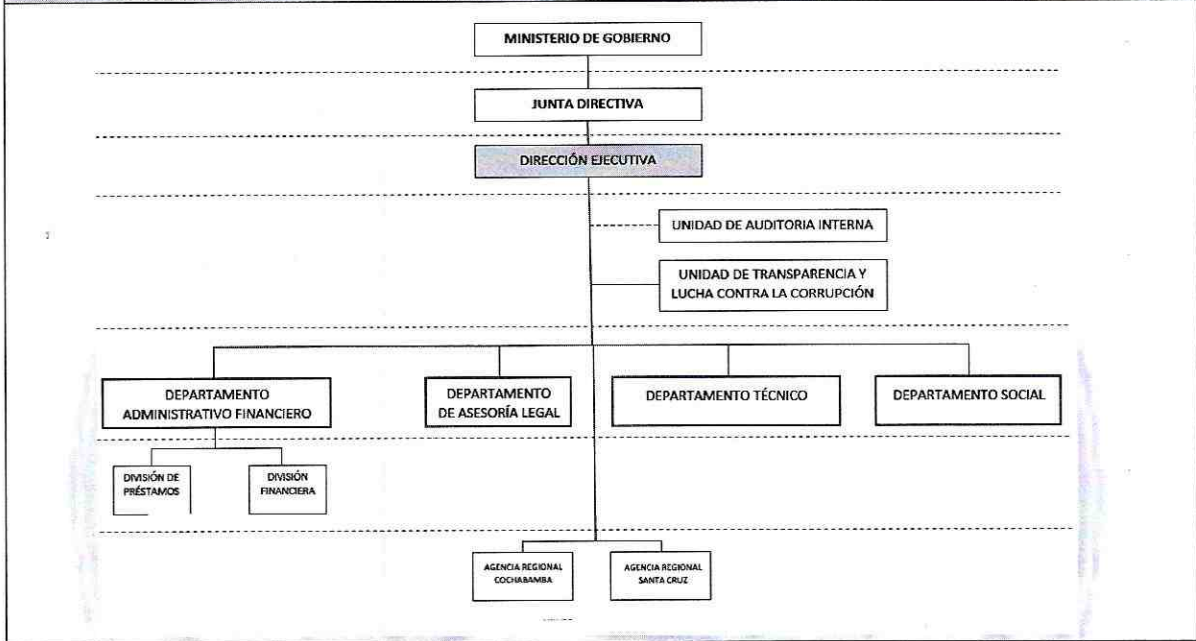 MINISTERIO DE GOBIERNO
JUNTA DIRECTIVA
DIRECCIÓN EJECUTIVA
UNIDAD DE AUDITORIA INTERNA
UNIDAD DE TRANSPARENCIA Y
LUCHA CONTRA LA CORRUPCIÓN
DEPARTAMENTO
ADMINISTRATIVO FINANCIERO
DEPARTAMENTO
DE ASESORÍA LEGAL
DEPARTAMENTO TÉCNICO
DEPARTAMENTO SOCIAL
DIVISIÓN DE
PRÉSTAMOS
DIVISIÓN
FINANCIERA
AGENCIA REGIONAL
COCHABAMBA
AGENCIA REGIONAL
SANTA CRUZ